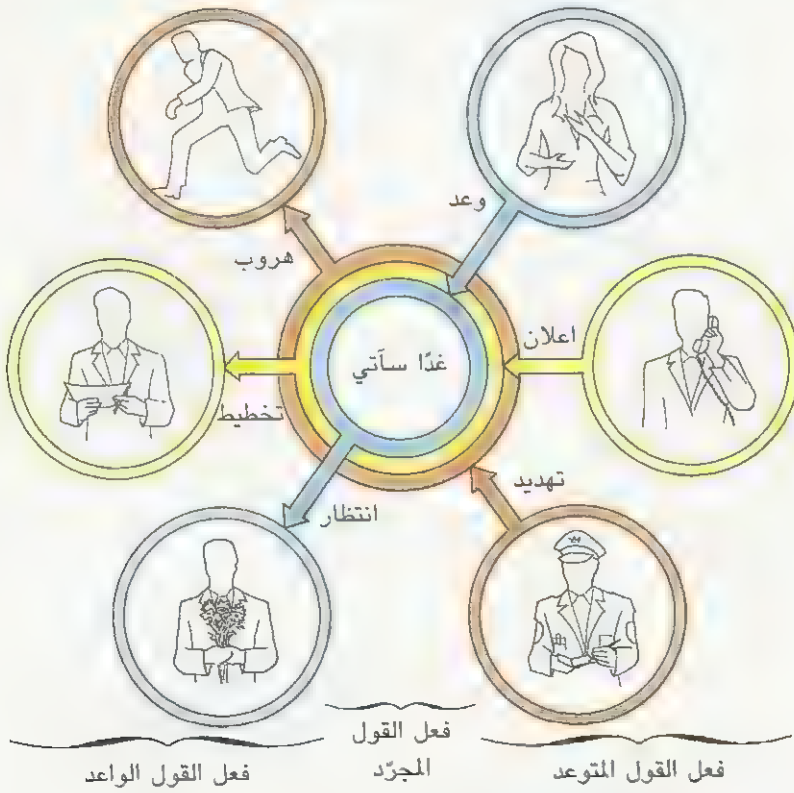 وعد
هروب
اعلان
غدًا سآتي
تخطيط
تهديد
انتظار
فعل القول المتوعد
فعل القول
المجرّد
فعل القول الواعد